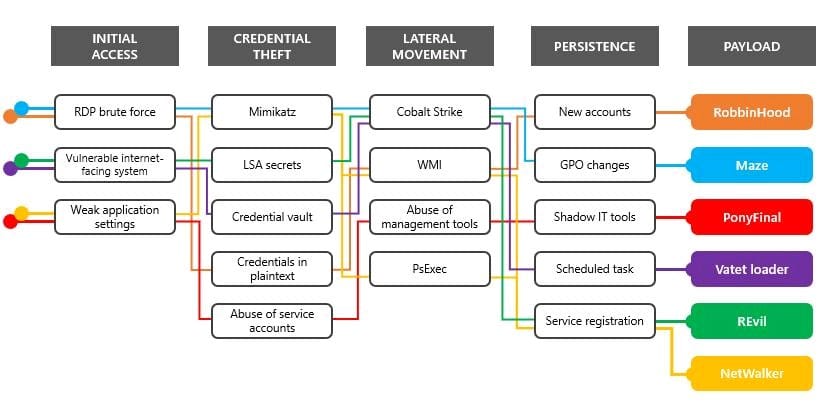 INITIAL
ACCESS
CREDENTIAL
THEFT
LATERAL
MOVEMENT
PERSISTENCE
PAYLOAD
RDP brute force
Mimikatz
Cobalt Strike
New accounts
RobbinHood
Vulnerable internet-
facing system
LSA secrets
WMI
GPO changes
Maze
Weak application
settings
Credential vault
Abuse of
management tools
Shadow IT tools
PonyFinal
Credentials in
plaintext
PsExec
Scheduled task
Vatet loader
Abuse of service
accounts
Service registration
REvil
NetWalker